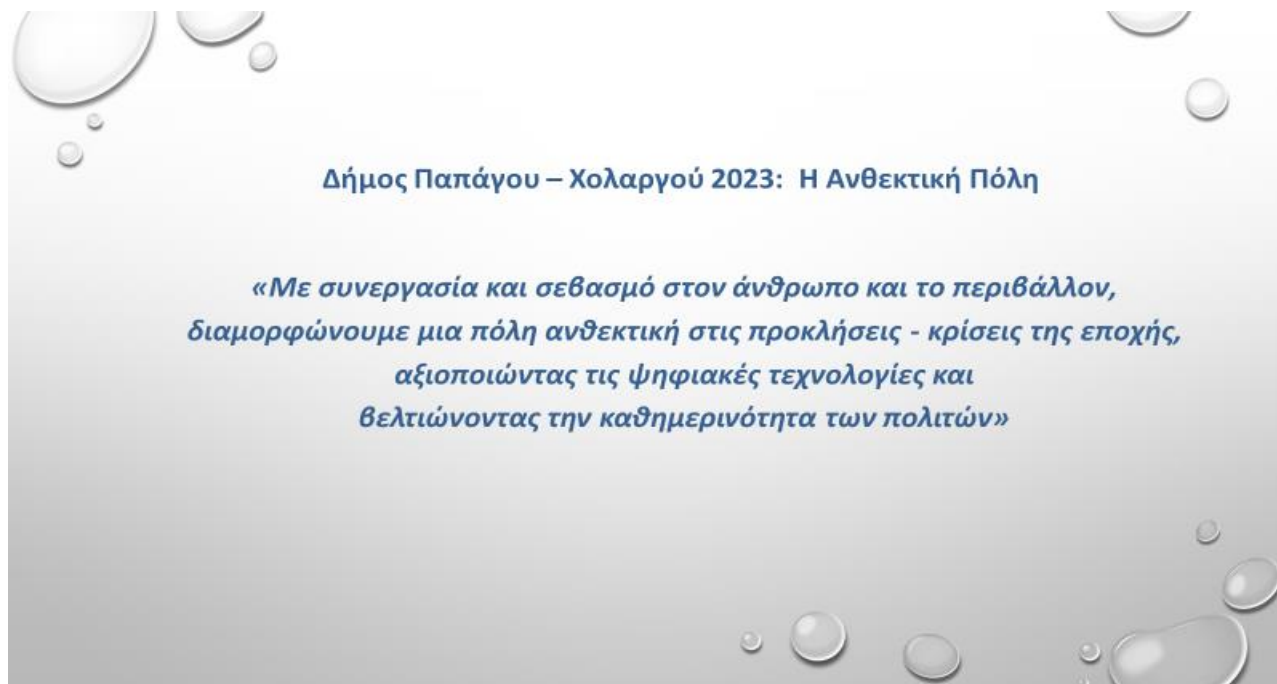 Δήμος Παπάγου – Χολαργού 2023: Η Ανθεκτική Πόλη
«Με συνεργασία και σεβασμό στον άνθρωπο και το περιβάλλον,
διαμορφώνουμε μια πόλη ανθεκτική στις προκλήσεις - κρίσεις της εποχής,
αξιοποιώντας τις ψηφιακές τεχνολογίες και
βελτιώνοντας την καθημερινότητα των πολιτών»